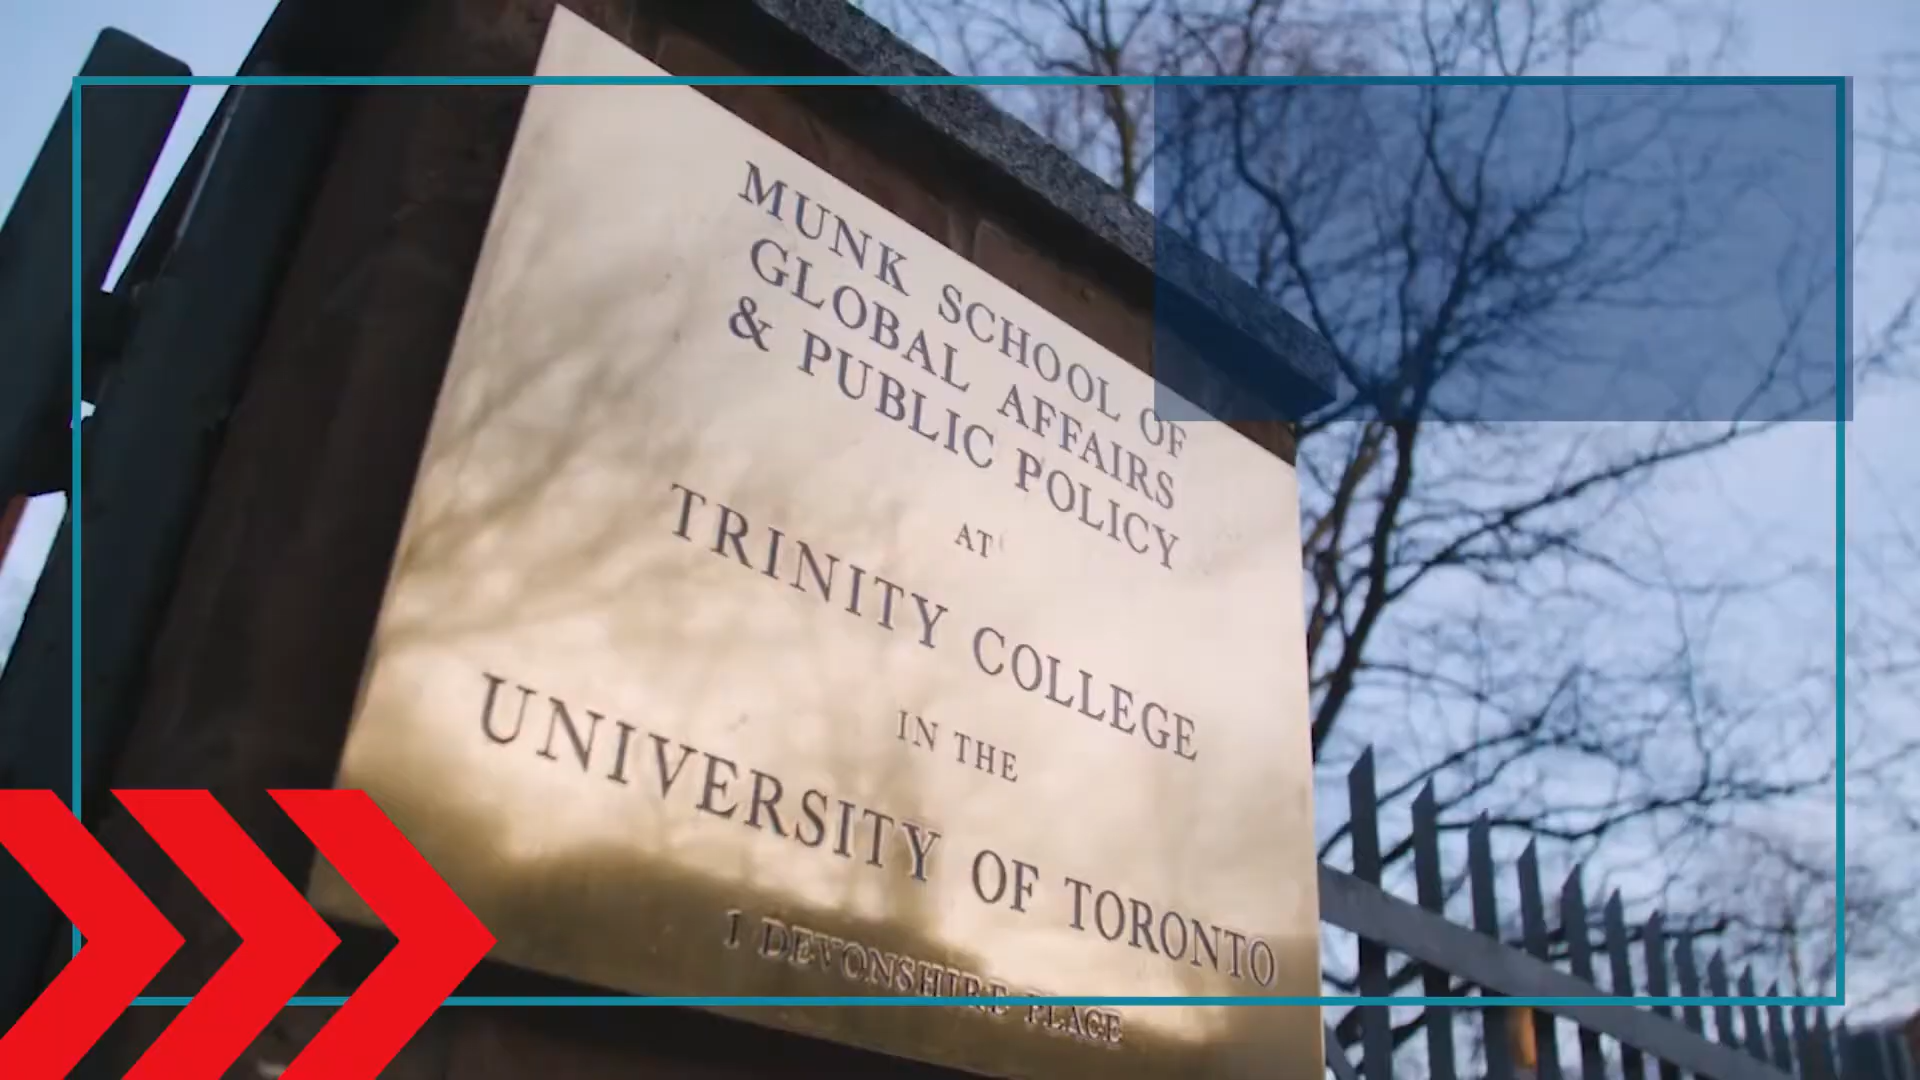 MUNK SCHOOL OF
GLOBAL AFFAIRS
& PUBLIC POLICY
AT
TRINITY COLLEGE
IN THE
UNIVERSITY OF TORONTO
1 DEVONSHIRE PLACE